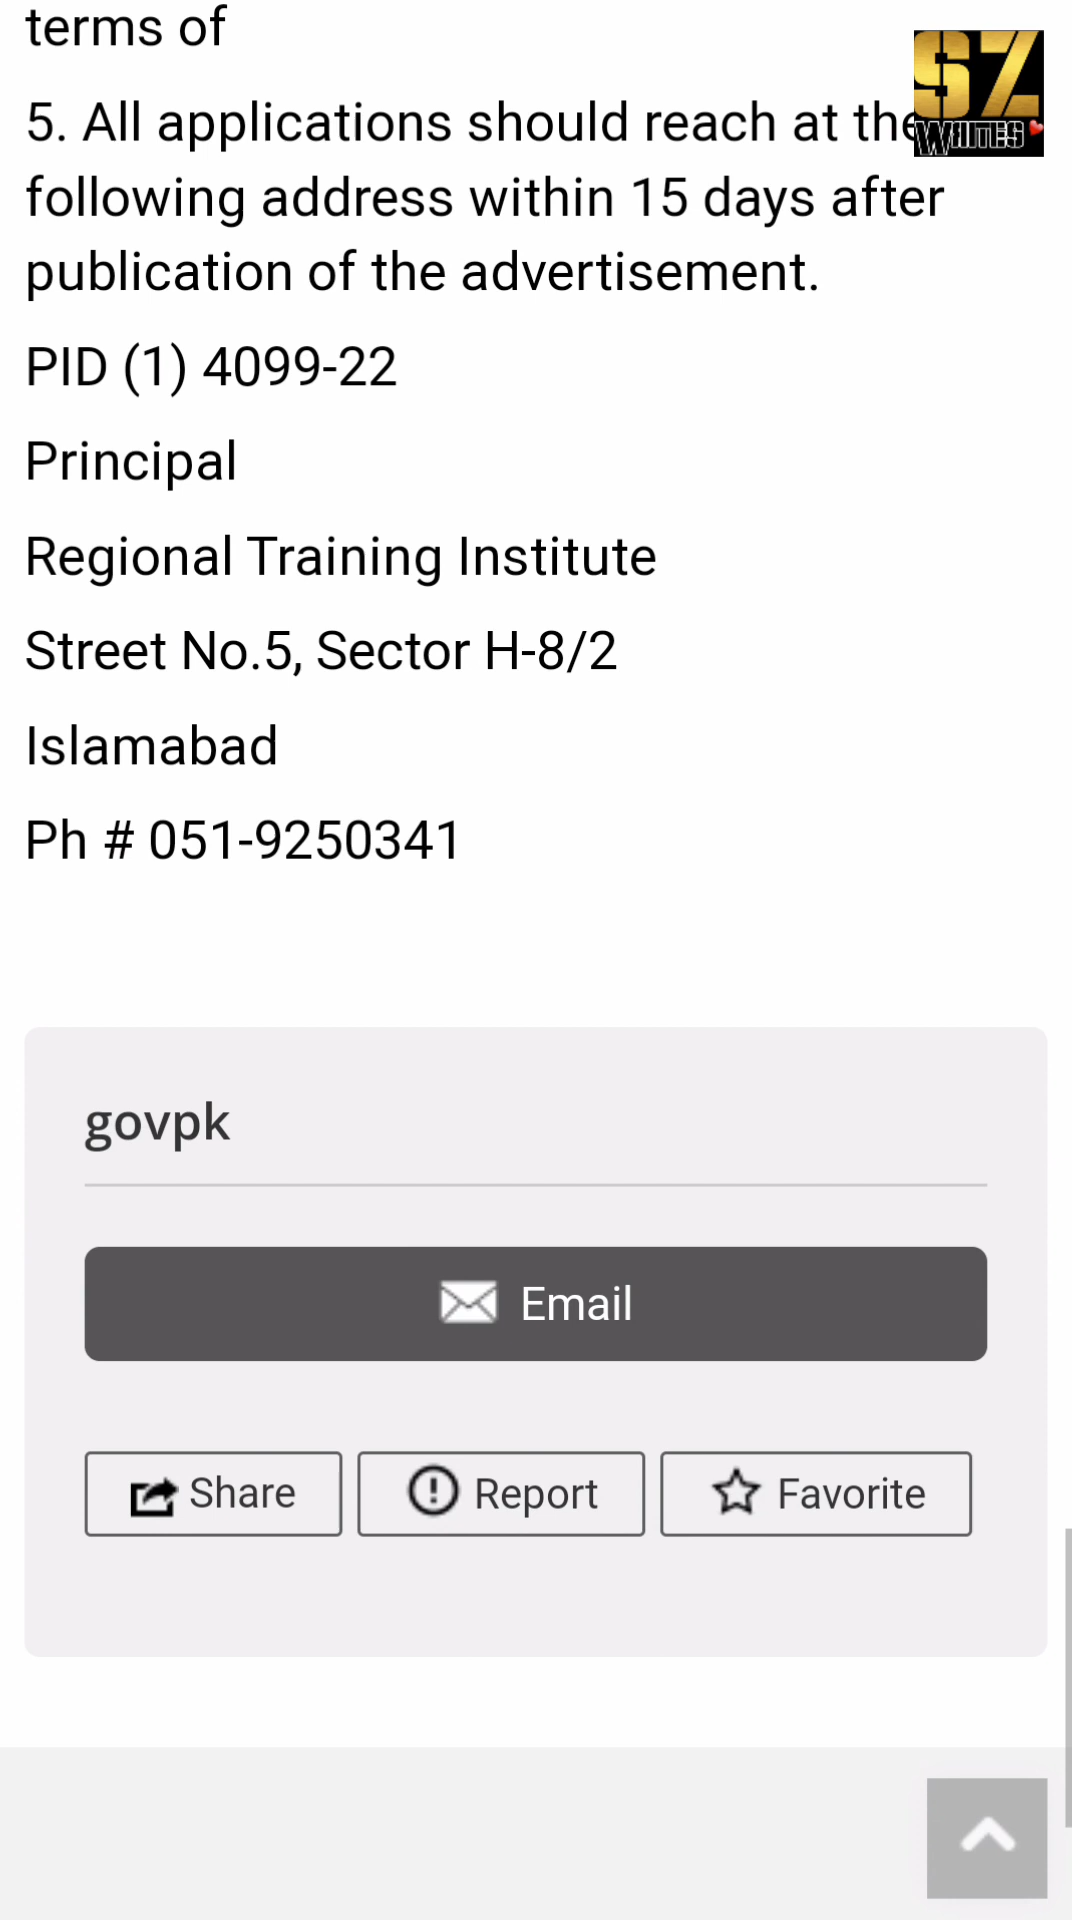 terms of
SZ
WRITES
5. All applications should reach at the
following address within 15 days after
publication of the advertisement.
PID (1) 4099-22
Principal
Regional Training Institute
Street No.5, Sector H-8/2
Islamabad
Ph # 051-9250341
govpk
Email
Share
Report
Favorite